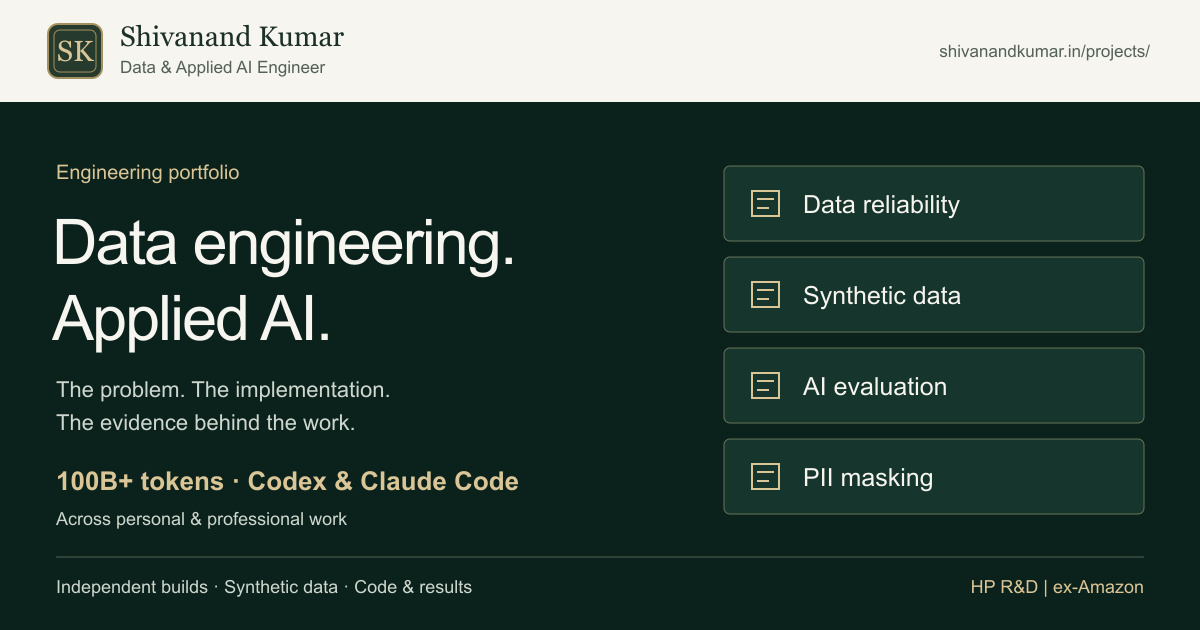 SK
Shivanand Kumar
Data & Applied AI Engineer
shivanandkumar.in/projects/
Engineering portfolio
Data engineering.
Applied AI.
The problem. The implementation.
The evidence behind the work.
100B+ tokens · Codex & Claude Code
Across personal & professional work
Data reliability
Synthetic data
AI evaluation
PII masking
Independent builds · Synthetic data · Code & results
HP R&D | ex-Amazon